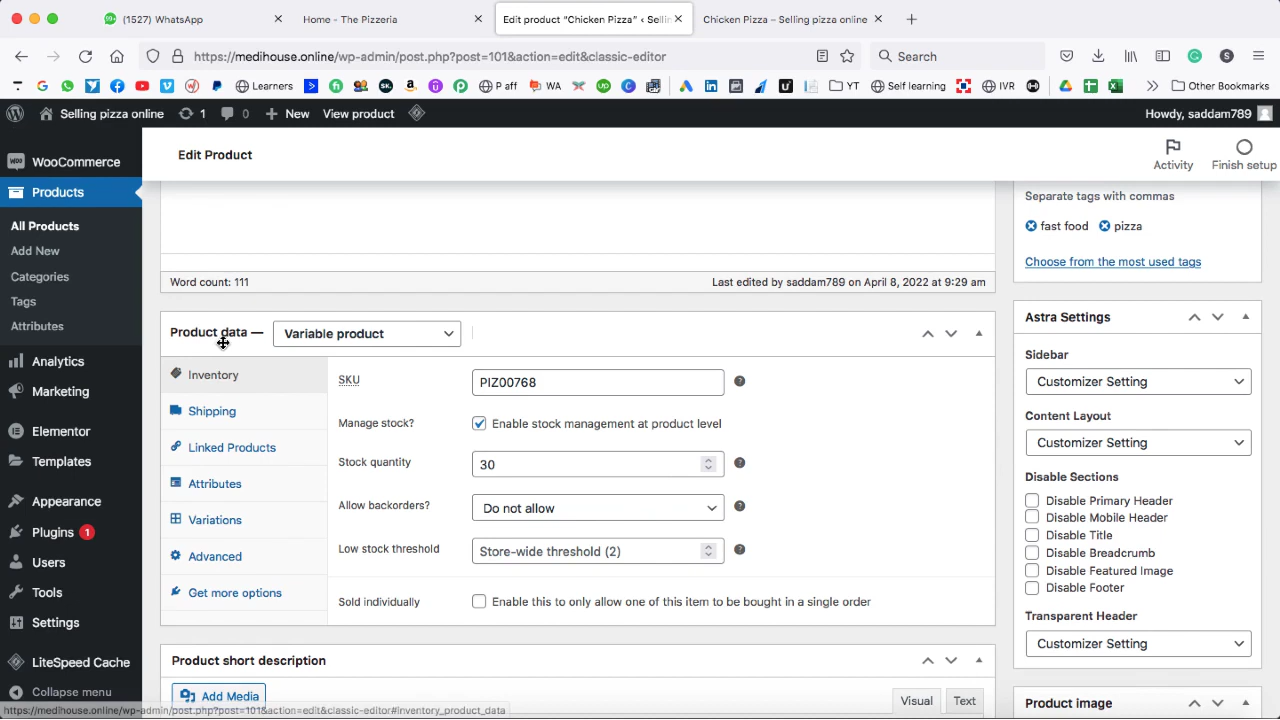 (1527) WhatsApp
Home - The Pizzeria
Edit product “Chicken Pizza” ‹ Sellin
Chicken Pizza – Selling pizza online
https://medihouse.online/wp-admin/post.php?post=101&action=edit&classic-editor
Search
Learners
P aff
WA
YT
Self learning
IVR
Other Bookmarks
Selling pizza online
1
0
New
View product
Howdy, saddam789
WooCommerce
Products
All Products
Add New
Categories
Tags
Attributes
Analytics
Marketing
Elementor
Templates
Appearance
Plugins 1
Users
Tools
Settings
LiteSpeed Cache
Collapse menu
Edit Product
Activity
Finish setup
Word count: 111
Last edited by saddam789 on April 8, 2022 at 9:29 am
Product data —
Variable product
Inventory
Shipping
Linked Products
Attributes
Variations
Advanced
Get more options
SKU
PIZ00768
Manage stock?
Enable stock management at product level
Stock quantity
30
Allow backorders?
Do not allow
Low stock threshold
Store-wide threshold (2)
Sold individually
Enable this to only allow one of this item to be bought in a single order
Product short description
Add Media
Visual
Text
Separate tags with commas
fast food
pizza
Choose from the most used tags
Astra Settings
Sidebar
Customizer Setting
Content Layout
Customizer Setting
Disable Sections
Disable Primary Header
Disable Mobile Header
Disable Title
Disable Breadcrumb
Disable Featured Image
Disable Footer
Transparent Header
Customizer Setting
Product image
https://medihouse.online/wp-admin/post.php?post=101&action=edit&classic-editor#inventory_product_data